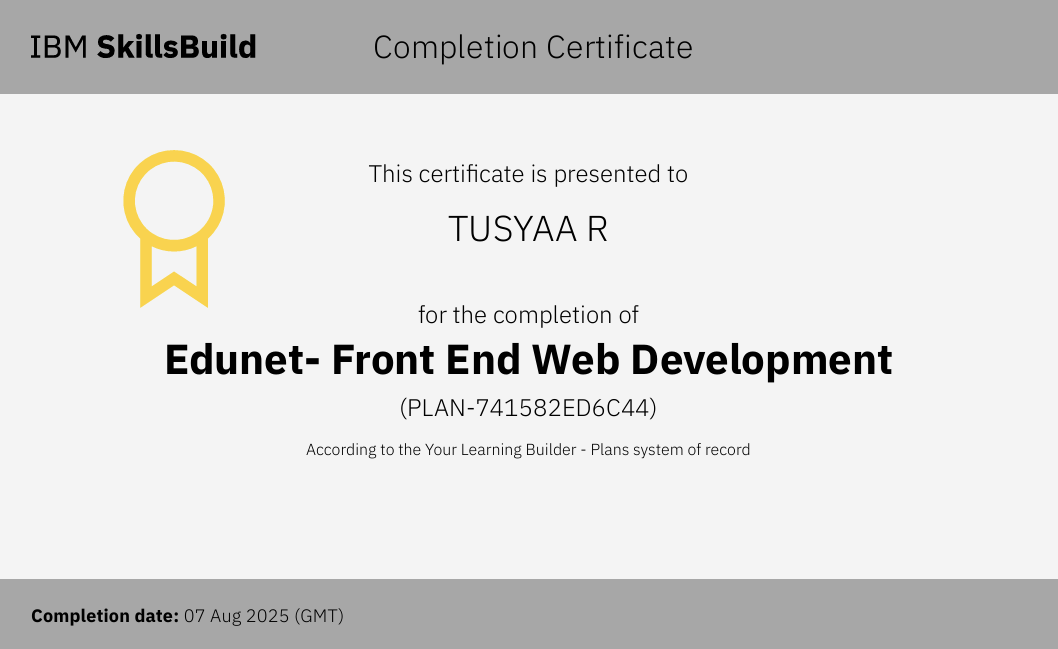 IBM SkillsBuild
Completion Certificate
This certificate is presented to
TUSYAA R
for the completion of
Edunet- Front End Web Development
(PLAN-741582ED6C44)
According to the Your Learning Builder - Plans system of record
Completion date: 07 Aug 2025 (GMT)